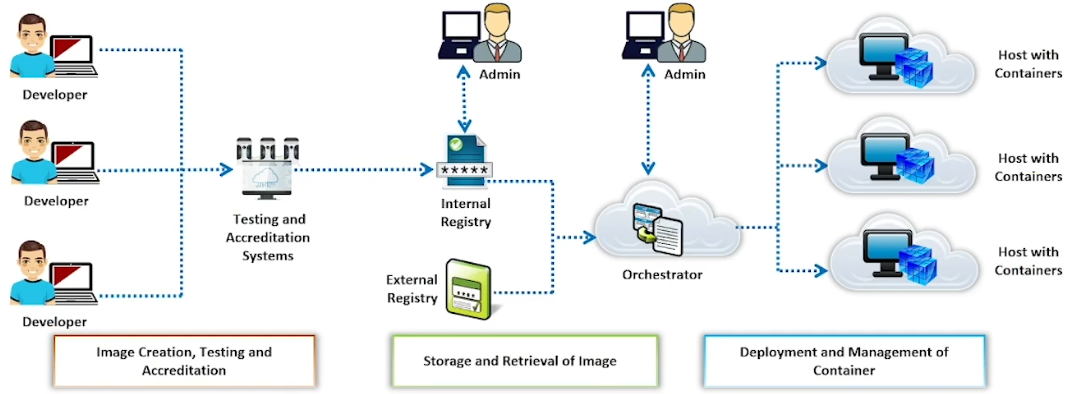 Developer
Developer
Developer
Testing and
Accreditation
Systems
Admin
*****
Internal
Registry
External
Registry
****
Admin
Orchestrator
Host with
Containers
Host with
Containers
Host with
Containers
Image Creation, Testing and
Accreditation
Storage and Retrieval of Image
Deployment and Management of
Container